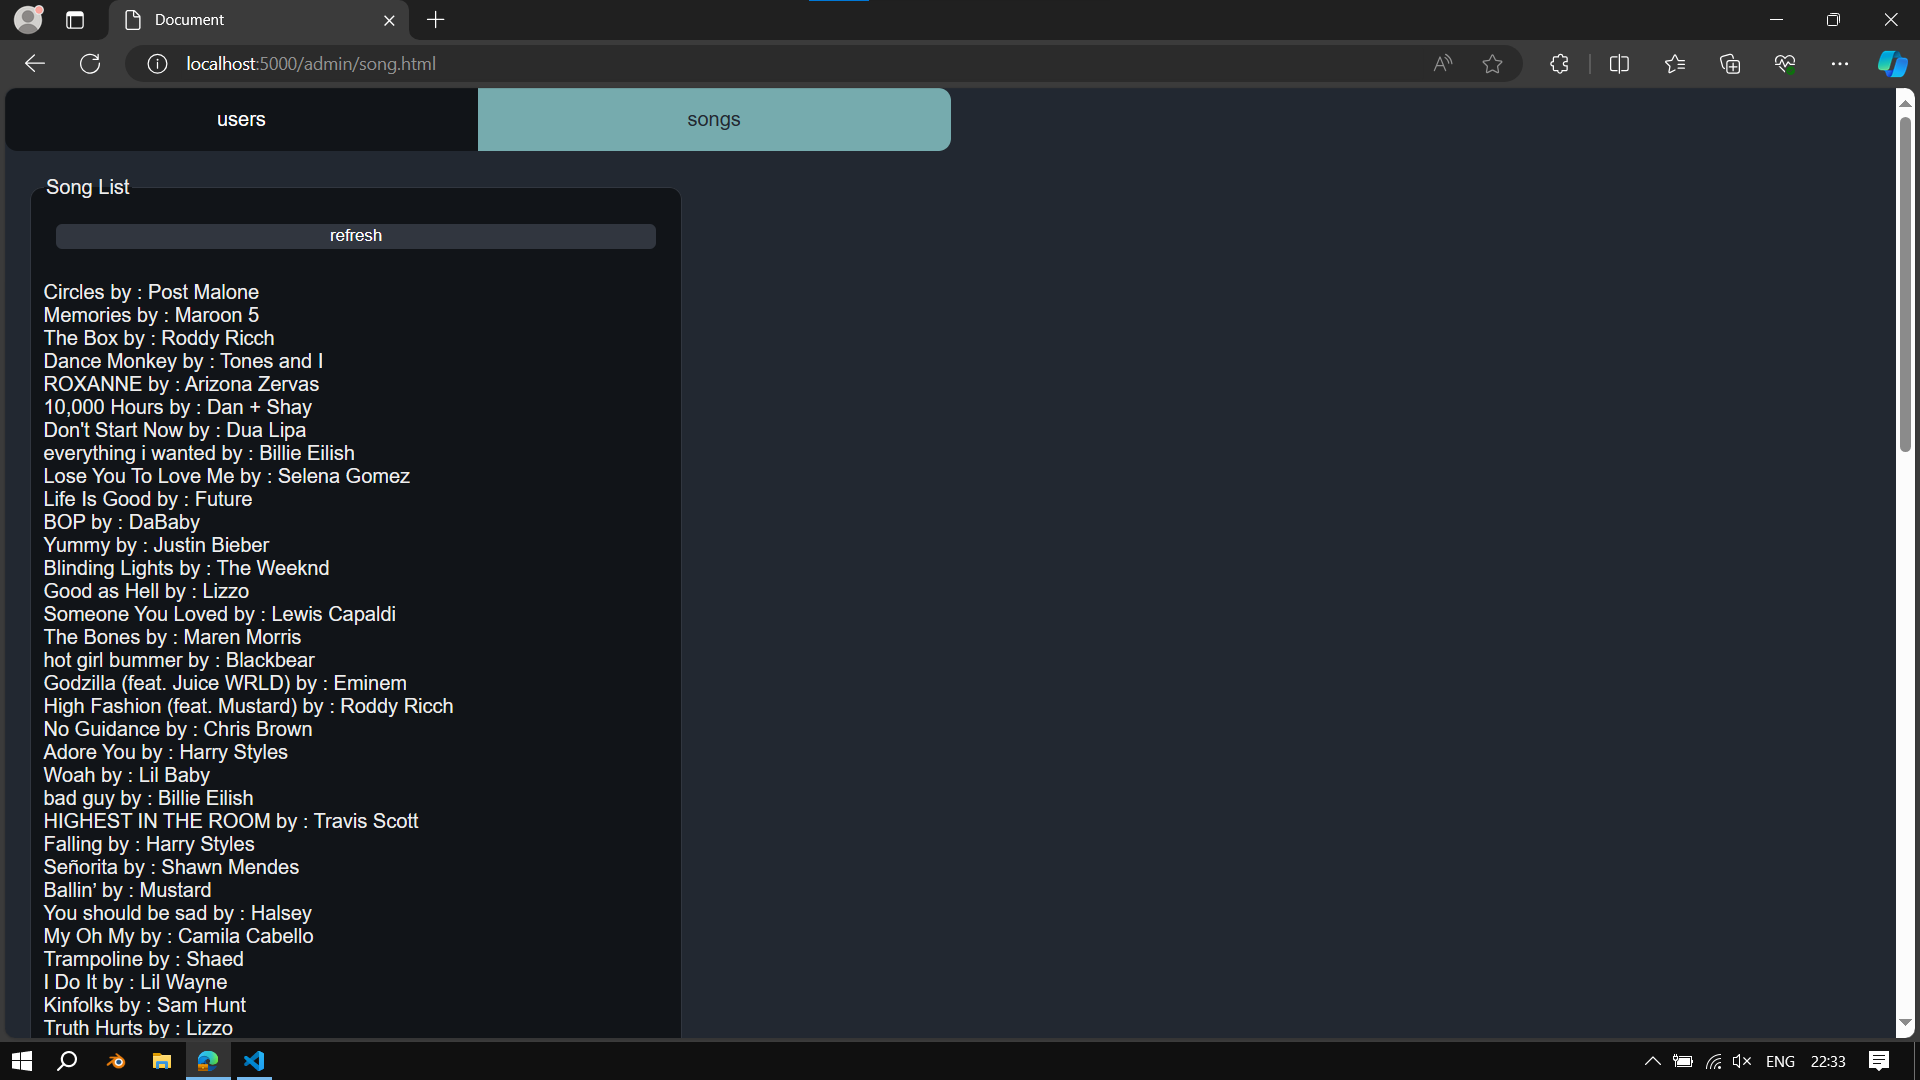 Document
localhost:5000/admin/song.html
users
songs
Song List
refresh
Circles by : Post Malone
Memories by : Maroon 5
The Box by : Roddy Ricch
Dance Monkey by : Tones and I
ROXANNE by : Arizona Zervas
10,000 Hours by : Dan + Shay
Don't Start Now by : Dua Lipa
everything i wanted by : Billie Eilish
Lose You To Love Me by : Selena Gomez
Life Is Good by : Future
BOP by : DaBaby
Yummy by : Justin Bieber
Blinding Lights by : The Weeknd
Good as Hell by : Lizzo
Someone You Loved by : Lewis Capaldi
The Bones by : Maren Morris
hot girl bummer by : Blackbear
Godzilla (feat. Juice WRLD) by : Eminem
High Fashion (feat. Mustard) by : Roddy Ricch
No Guidance by : Chris Brown
Adore You by : Harry Styles
Woah by : Lil Baby
bad guy by : Billie Eilish
HIGHEST IN THE ROOM by : Travis Scott
Falling by : Harry Styles
Señorita by : Shawn Mendes
Ballin’ by : Mustard
You should be sad by : Halsey
My Oh My by : Camila Cabello
Trampoline by : Shaed
I Do It by : Lil Wayne
Kinfolks by : Sam Hunt
Truth Hurts by : Lizzo
ENG
22:33